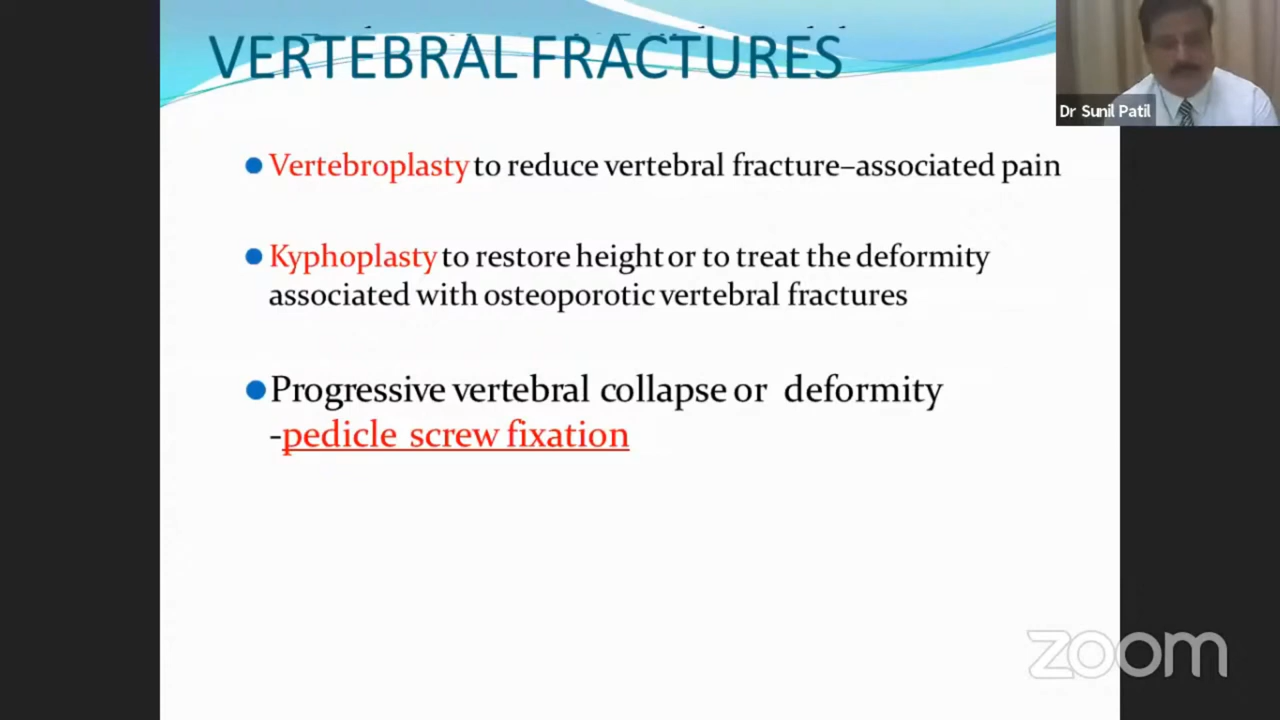 VERTEBRAL FRACTURES
Dr Sunil Patil
Vertebroplasty to reduce vertebral fracture–associated pain
Kyphoplasty to restore height or to treat the deformity
associated with osteoporotic vertebral fractures
Progressive vertebral collapse or deformity
-pedicle screw fixation
zoom